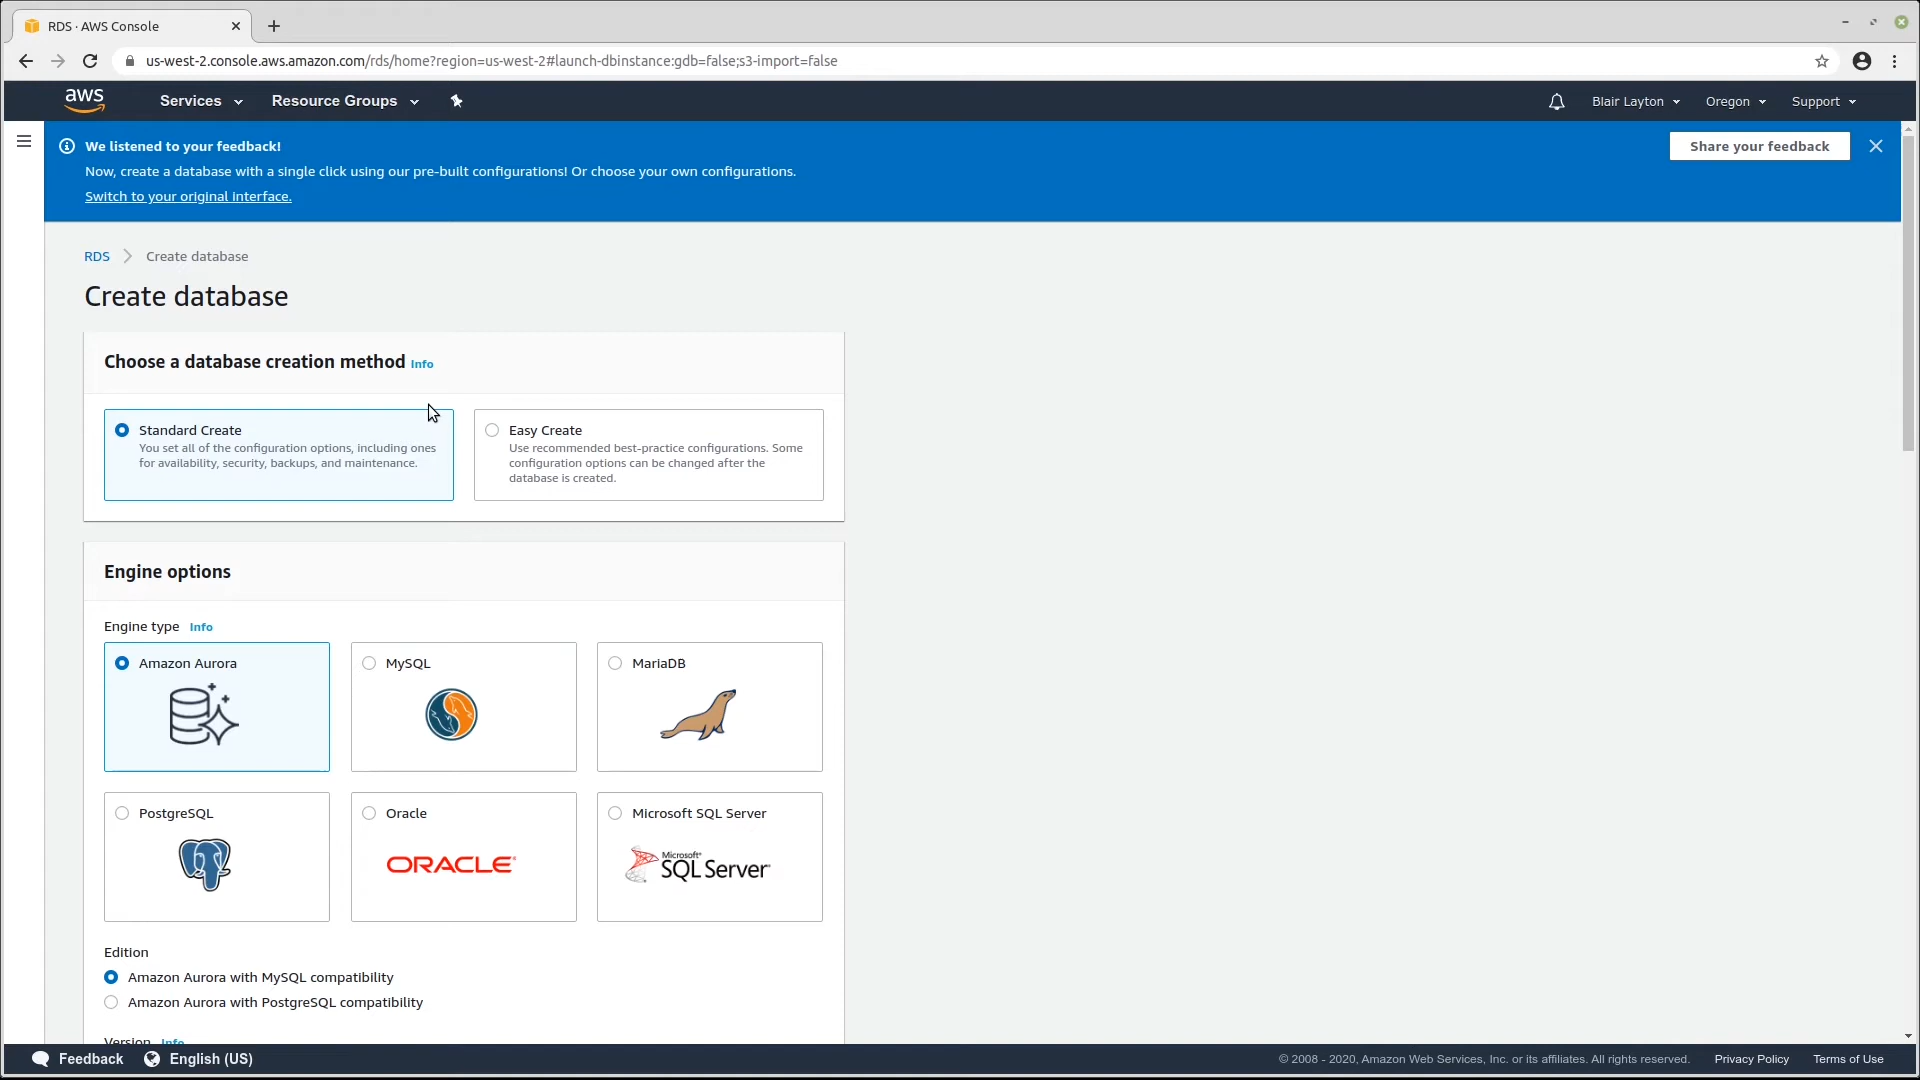 RDS · AWS Console
us-west-2.console.aws.amazon.com/rds/home?region=us-west-2#launch-dbinstance:gdb=false;s3-import=false
aws
Services
Resource Groups
Blair Layton
Oregon
Support
We listened to your feedback!
Now, create a database with a single click using our pre-built configurations! Or choose your own configurations.
Switch to your original interface.
Share your feedback
RDS
Create database
Create database
Choose a database creation method Info
Standard Create
You set all of the configuration options, including ones
for availability, security, backups, and maintenance.
Easy Create
Use recommended best-practice configurations. Some
configuration options can be changed after the
database is created.
Engine options
Engine type Info
Amazon Aurora
MySQL
MariaDB
PostgreSQL
Oracle
ORACLE
Microsoft SQL Server
Microsoft
SQL Server
Edition
Amazon Aurora with MySQL compatibility
Amazon Aurora with PostgreSQL compatibility
Version Info
Feedback
English (US)
© 2008 - 2020, Amazon Web Services, Inc. or its affiliates. All rights reserved.
Privacy Policy
Terms of Use